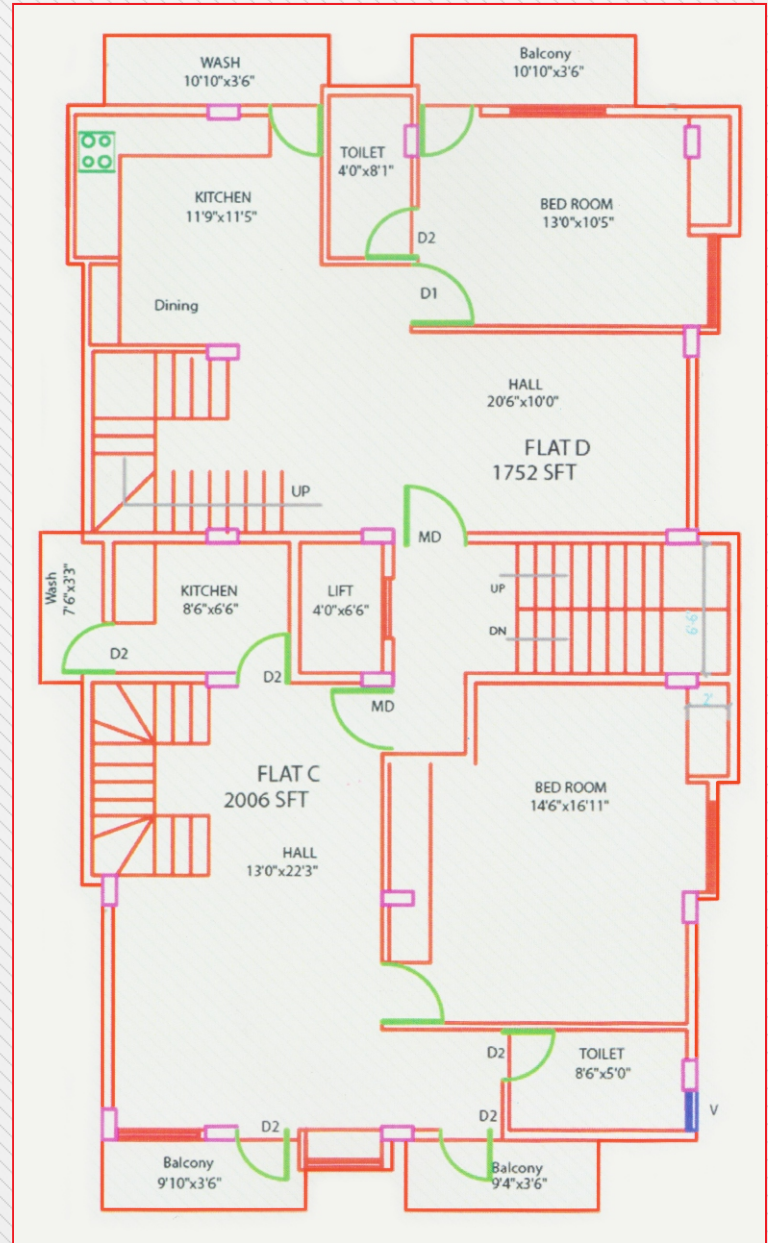 WASH
10'10"x3'6"
Balcony
10'10"x3'6"
TOILET
4'0"x8'1"
KITCHEN
11'9"x11'5"
BED ROOM
13'0"x10'5"
D2
D1
Dining
HALL
20'6"x10'0"
FLAT D
1752 SFT
UP
MD
Wash
7'6"x3'3"
KITCHEN
8'6"x6'6"
LIFT
4'0"x6'6"
UP
DN
6'6"
D2
D2
MD
2'
FLAT C
2006 SFT
BED ROOM
14'6"x16'11"
HALL
13'0"x22'3"
D2
TOILET
8'6"x5'0"
D2
D2
V
Balcony
9'10"x3'6"
Balcony
9'4"x3'6"